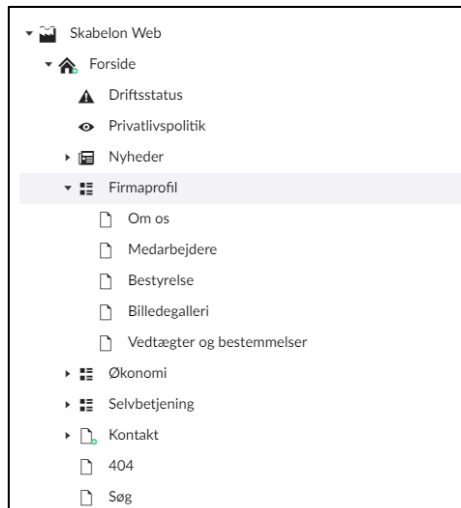 Skabelon Web
Forside
Driftsstatus
Privatlivspolitik
Nyheder
Firmaprofil
Om os
Medarbejdere
Bestyrelse
Billedegalleri
Vedtægter og bestemmelser
Økonomi
Selvbetjening
Kontakt
404
Søg